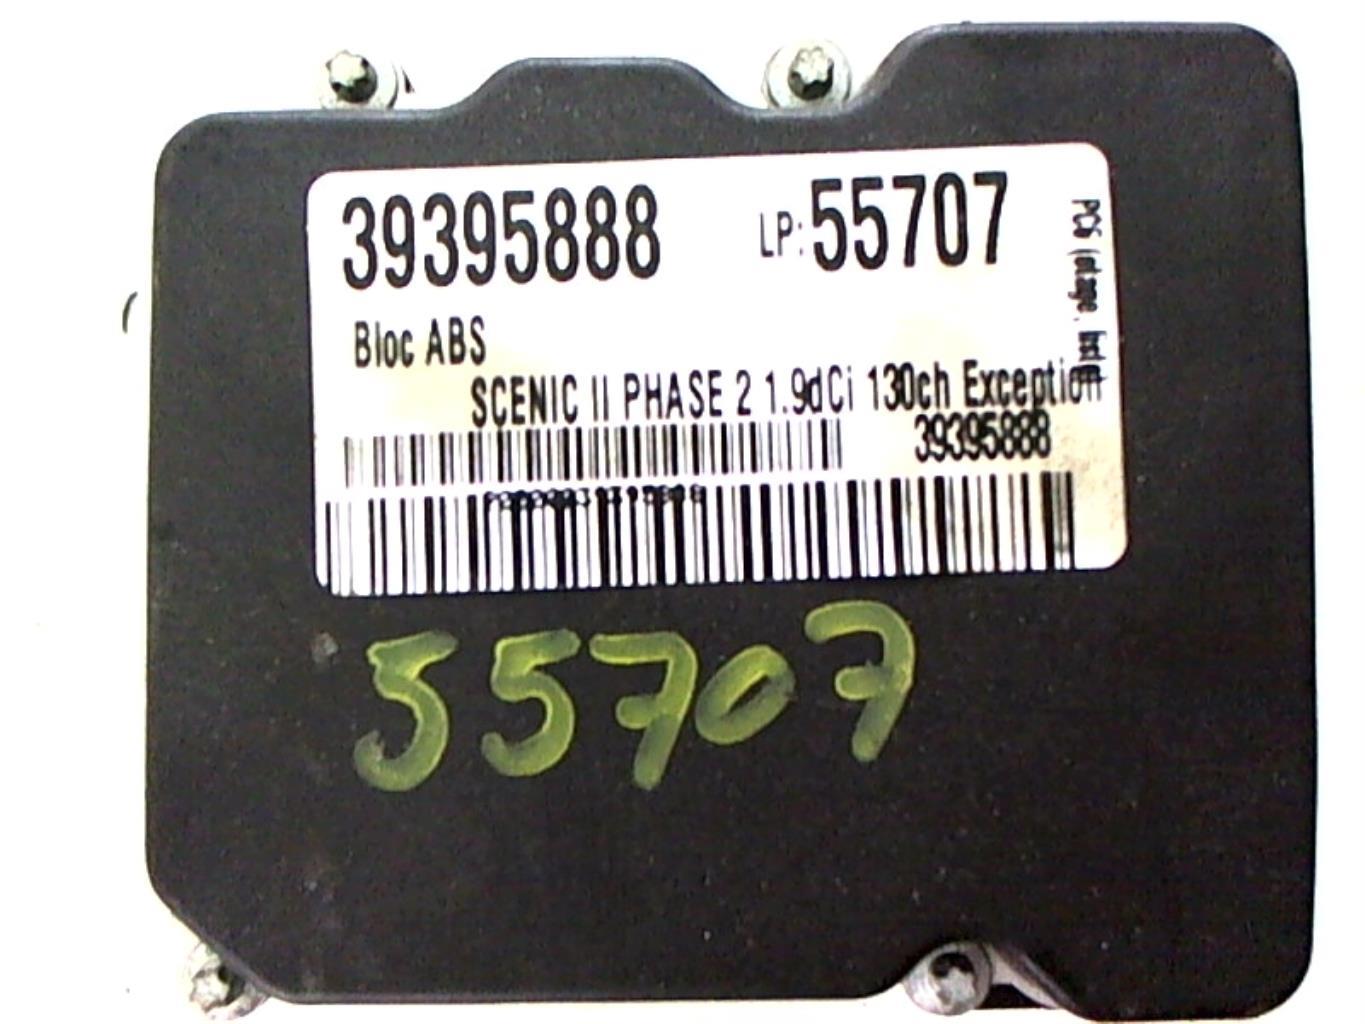 39395888 LP: 55707
Bloc ABS
SCENIC II PHASE 2 1.9dCi 130ch Exception
39395888
55707